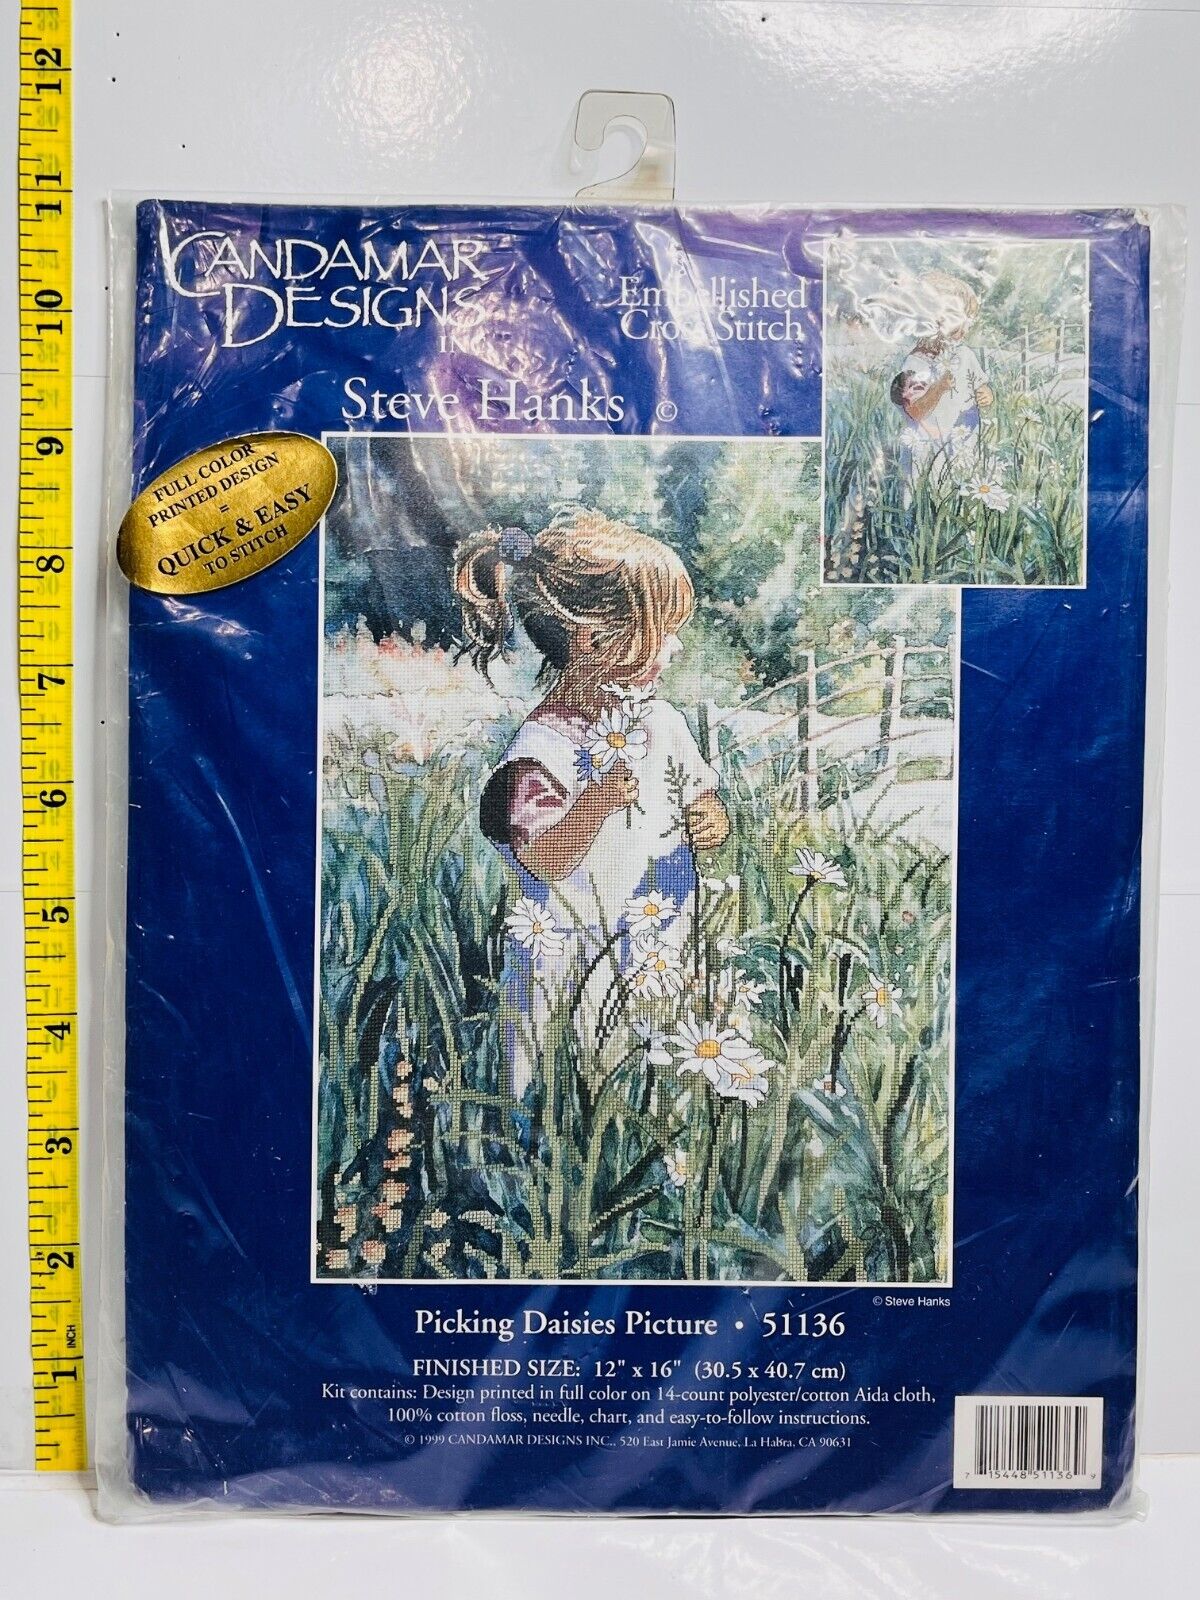 CANDAMAR
DESIGNS
INC
Embellished
Cross Stitch
Steve Hanks ©
FULL COLOR
PRINTED DESIGN
=
QUICK & EASY
TO STITCH
© Steve Hanks
Picking Daisies Picture • 51136
FINISHED SIZE: 12" x 16" (30.5 x 40.7 cm)
Kit contains: Design printed in full color on 14-count polyester/cotton Aida cloth,
100% cotton floss, needle, chart, and easy-to-follow instructions.
© 1999 CANDAMAR DESIGNS INC., 520 East Jamie Avenue, La Habra, CA 90631
7 15448 51136 9
12
11
10
9
8
7
6
5
4
3
2
1 INCH